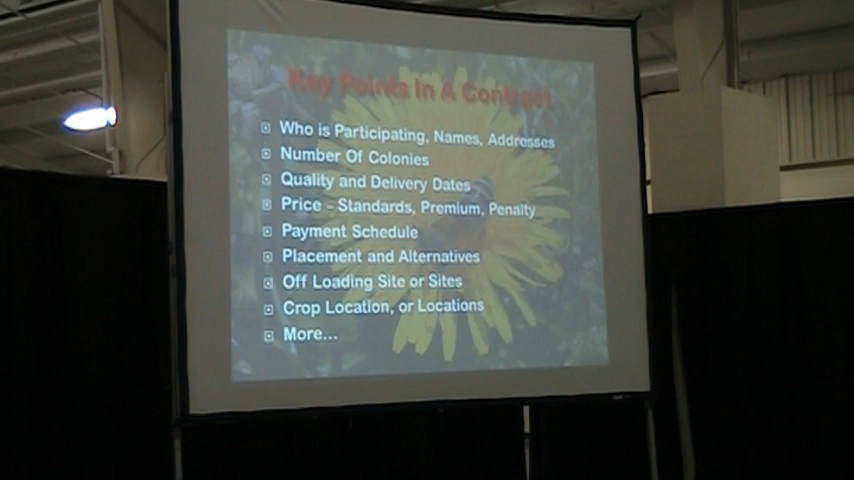 Key Points In A Contract
Who is Participating, Names, Addresses
Number Of Colonies
Quality and Delivery Dates
Price - Standards, Premium, Penalty
Payment Schedule
Placement and Alternatives
Off Loading Site or Sites
Crop Location, or Locations
More...